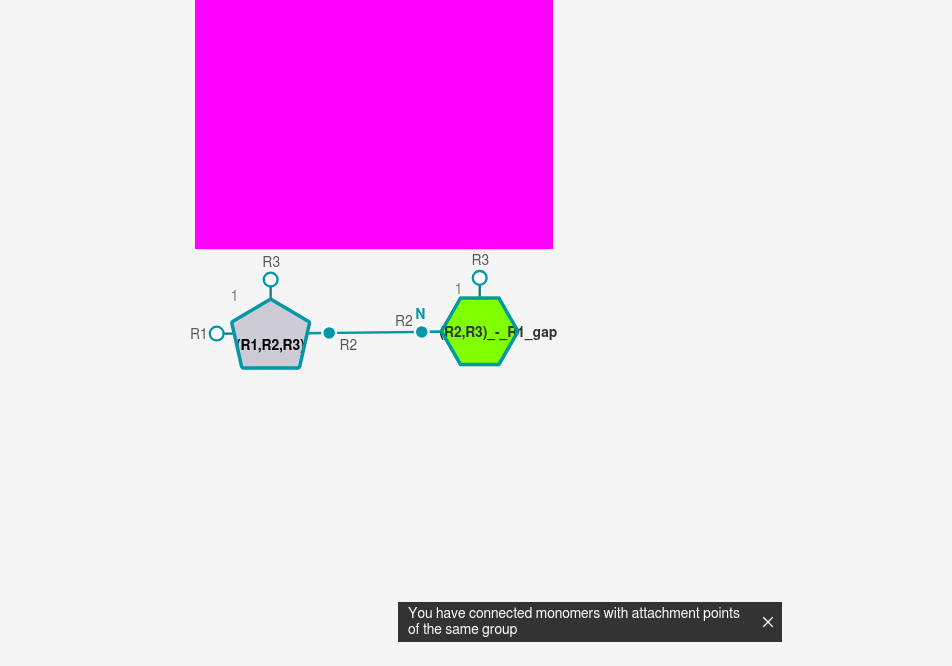 R3
R3
1
1
N
R2
R1
(R1,R2,R3)
R2
(R2,R3)_-_R1_gap
You have connected monomers with attachment points
of the same group